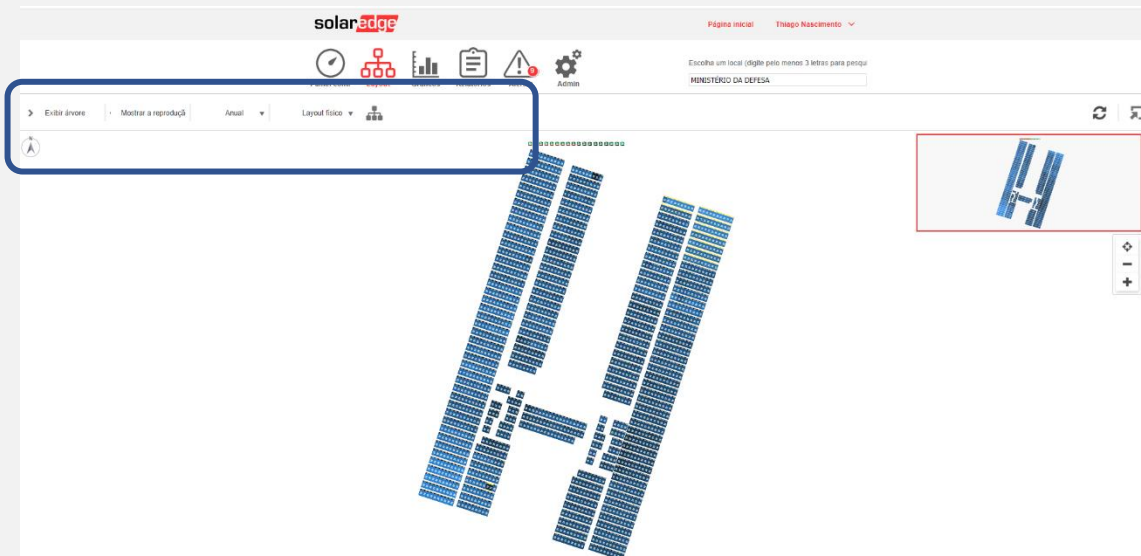 solaredge
Página inicial Thiago Nascimento
Escolha um local (digite pelo menos 3 letras para pesqu
MINISTÉRIO DA DEFESA
Admin
Exibir árvore Mostrar a reproduçã Anual Layout físico
N